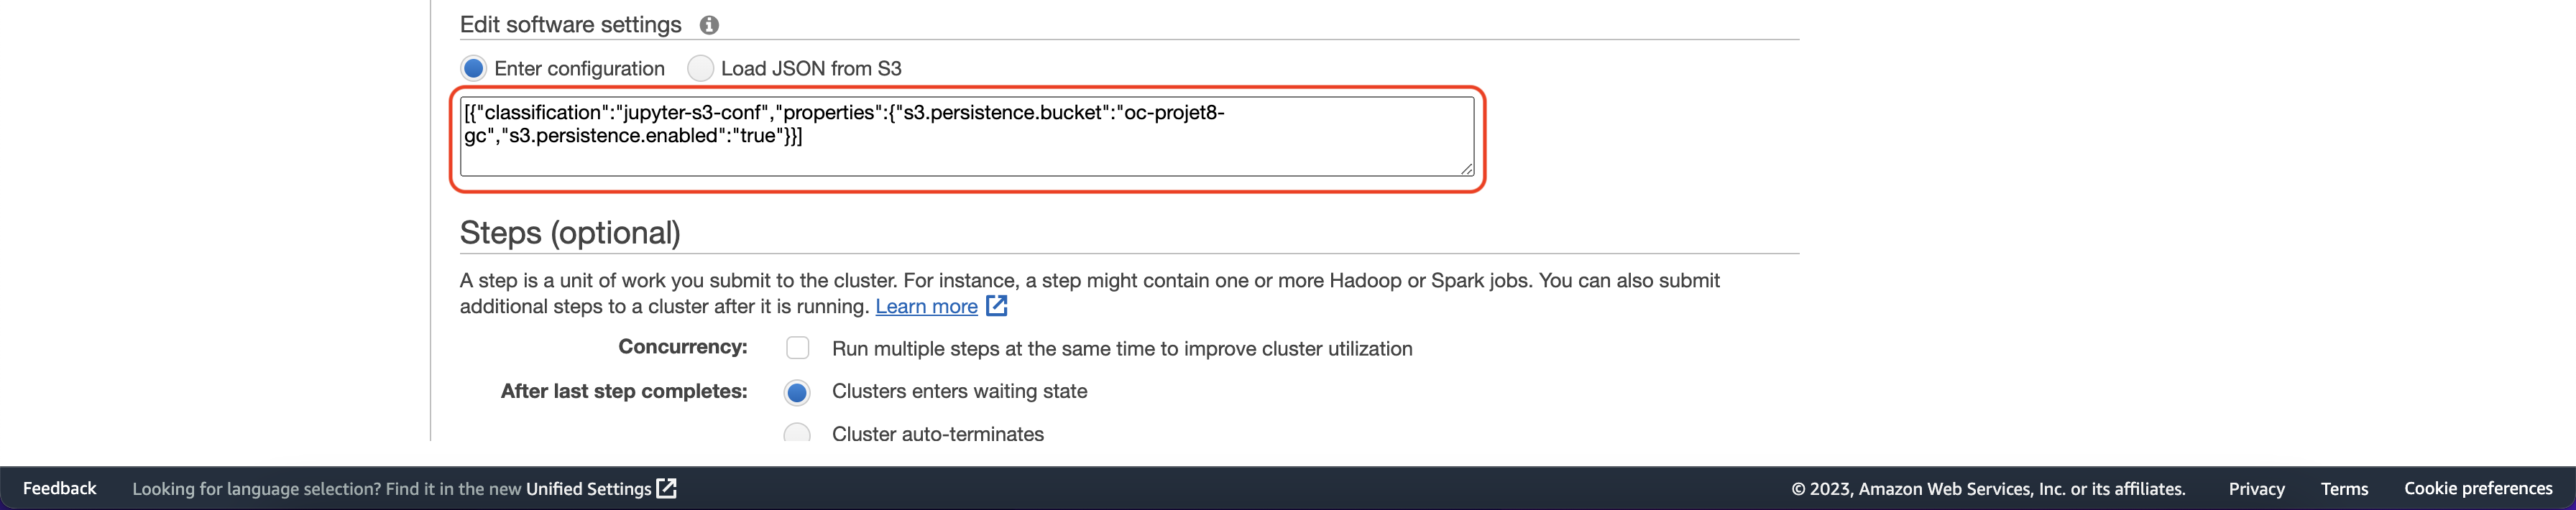 Edit software settings
Enter configuration Load JSON from S3
[{"classification":"jupyter-s3-conf","properties":{"s3.persistence.bucket":"oc-projet8-
gc","s3.persistence.enabled":"true"}}]
Steps (optional)
A step is a unit of work you submit to the cluster. For instance, a step might contain one or more Hadoop or Spark jobs. You can also submit
additional steps to a cluster after it is running. Learn more
Concurrency: Run multiple steps at the same time to improve cluster utilization
After last step completes: Clusters enters waiting state
Cluster auto-terminates
Feedback Looking for language selection? Find it in the new Unified Settings © 2023, Amazon Web Services, Inc. or its affiliates. Privacy Terms Cookie preferences